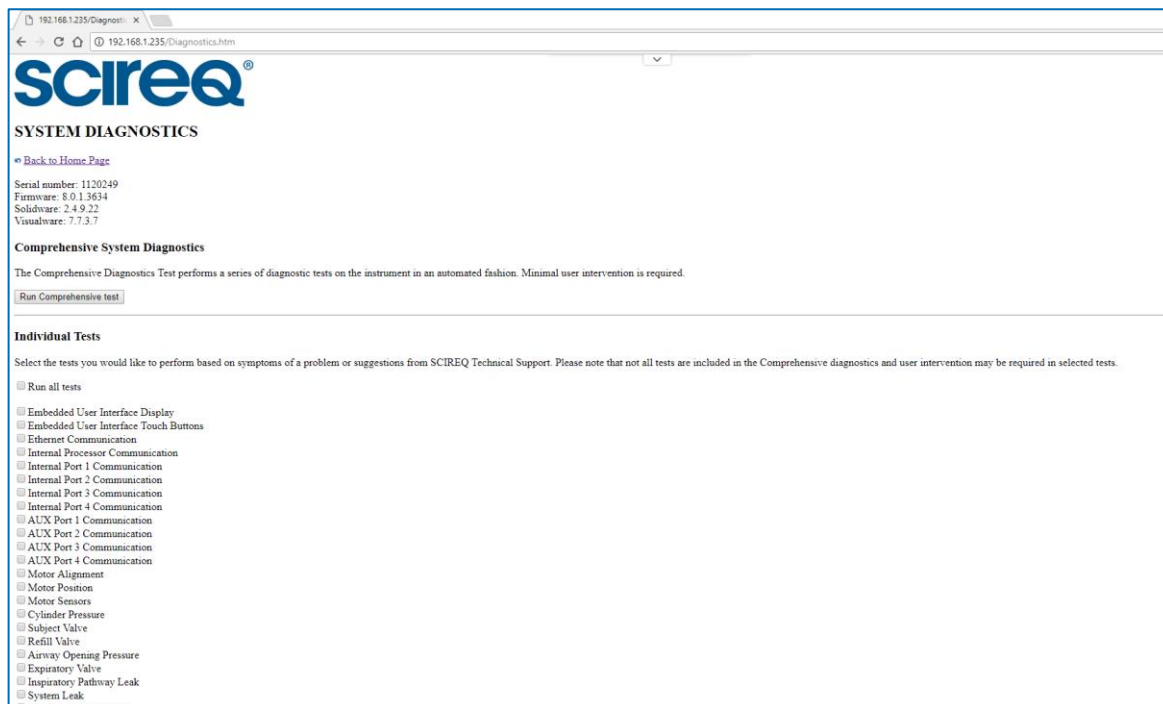 192.168.1.235/Diagnosti
192.168.1.235/Diagnostics.htm
SCIREQ®
SYSTEM DIAGNOSTICS
Back to Home Page
Serial number: 1120249
Firmware: 8.0.1.3634
Solidware: 2.4.9.22
Visualware: 7.7.3.7
Comprehensive System Diagnostics
The Comprehensive Diagnostics Test performs a series of diagnostic tests on the instrument in an automated fashion. Minimal user intervention is required.
Run Comprehensive test
Individual Tests
Select the tests you would like to perform based on symptoms of a problem or suggestions from SCIREQ Technical Support. Please note that not all tests are included in the Comprehensive diagnostics and user intervention may be required in selected tests.
Run all tests
Embedded User Interface Display
Embedded User Interface Touch Buttons
Ethernet Communication
Internal Processor Communication
Internal Port 1 Communication
Internal Port 2 Communication
Internal Port 3 Communication
Internal Port 4 Communication
AUX Port 1 Communication
AUX Port 2 Communication
AUX Port 3 Communication
AUX Port 4 Communication
Motor Alignment
Motor Position
Motor Sensors
Cylinder Pressure
Subject Valve
Refill Valve
Airway Opening Pressure
Expiratory Valve
Inspiratory Pathway Leak
System Leak